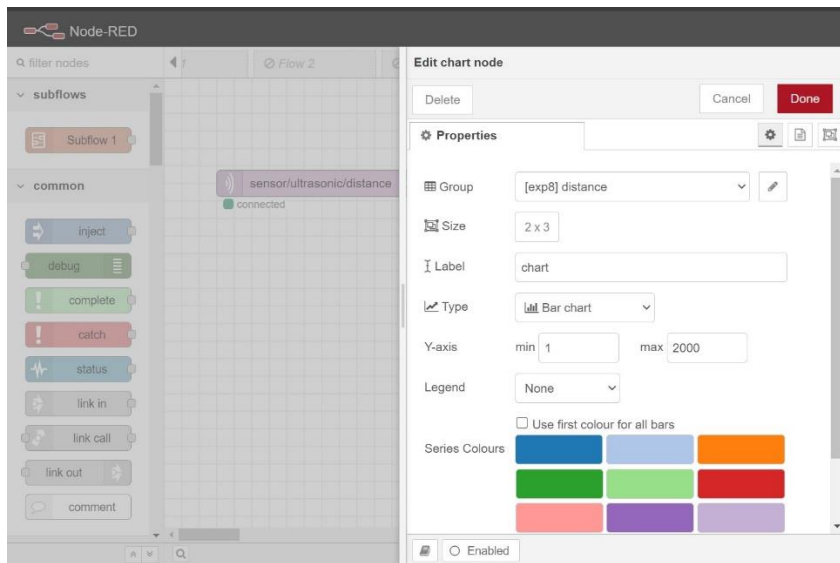 Node-RED
filter nodes
Flow 2
Edit chart node
subflows
Delete
Cancel
Done
Subflow 1
Properties
sensor/ultrasonic/distance
connected
common
Group
[exp8] distance
inject
Size
2 x 3
debug
Label
chart
complete
Type
Bar chart
catch
Y-axis
min 1
max 2000
status
Legend
None
link in
Use first colour for all bars
link call
Series Colours
link out
comment
Enabled